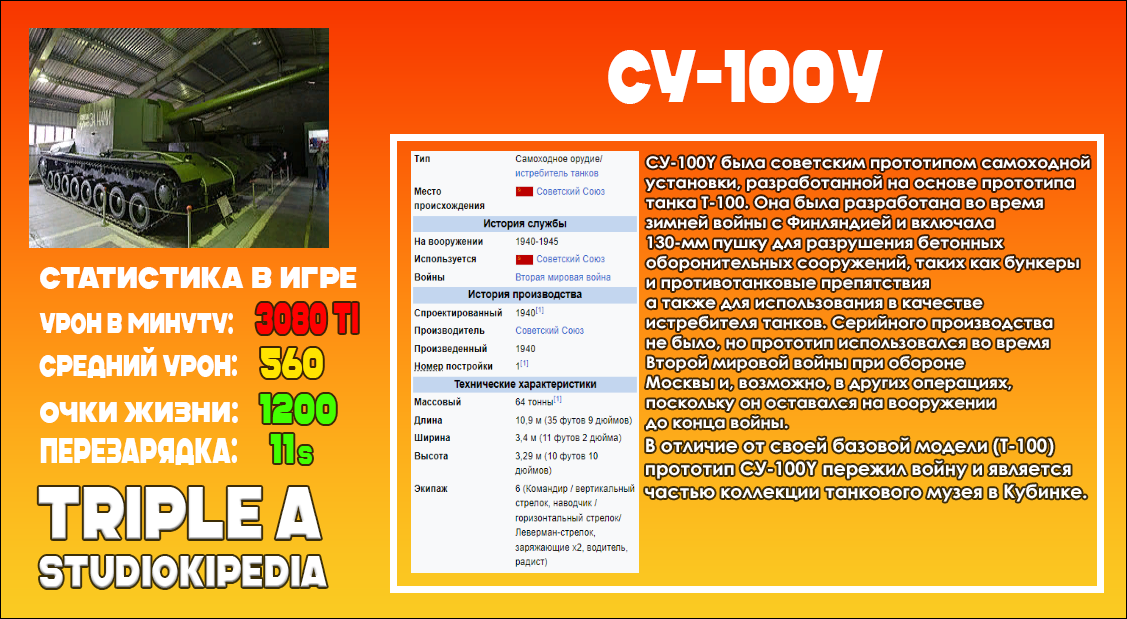 СУ-100У
ЗА НАМИ
СТАТИСТИКА В ИГРЕ
УРОН В МИНУТУ: 3080 TI
СРЕДНИЙ УРОН: 560
ОЧКИ ЖИЗНИ: 1200
ПЕРЕЗАРЯДКА: 11s
TRIPLE A
STUDIOKIPEDIA
Тип Самоходное орудие/
истребитель танков
Место Советский Союз
происхождения
История службы
На вооружении 1940-1945
Используется Советский Союз
Войны Вторая мировая война
История производства
Спроектированный 1940[1]
Производитель Советский Союз
Произведенный 1940
Номер постройки 1[1]
Технические характеристики
Массовый 64 тонны[1]
Длина 10,9 м (35 футов 9 дюймов)
Ширина 3,4 м (11 футов 2 дюйма)
Высота 3,29 м (10 футов 10
дюймов)
Экипаж 6 (Командир / вертикальный
стрелок, наводчик /
горизонтальный стрелок/
Леверман-стрелок,
заряжающие x2, водитель,
радист)
СУ-100Y была советским прототипом самоходной
установки, разработанной на основе прототипа
танка Т-100. Она была разработана во время
зимней войны с Финляндией и включала
130-мм пушку для разрушения бетонных
оборонительных сооружений, таких как бункеры
и противотанковые препятствия
а также для использования в качестве
истребителя танков. Серийного производства
не было, но прототип использовался во время
Второй мировой войны при обороне
Москвы и, возможно, в других операциях,
поскольку он оставался на вооружении
до конца войны.
В отличие от своей базовой модели (Т-100)
прототип СУ-100Y пережил войну и является
частью коллекции танкового музея в Кубинке.